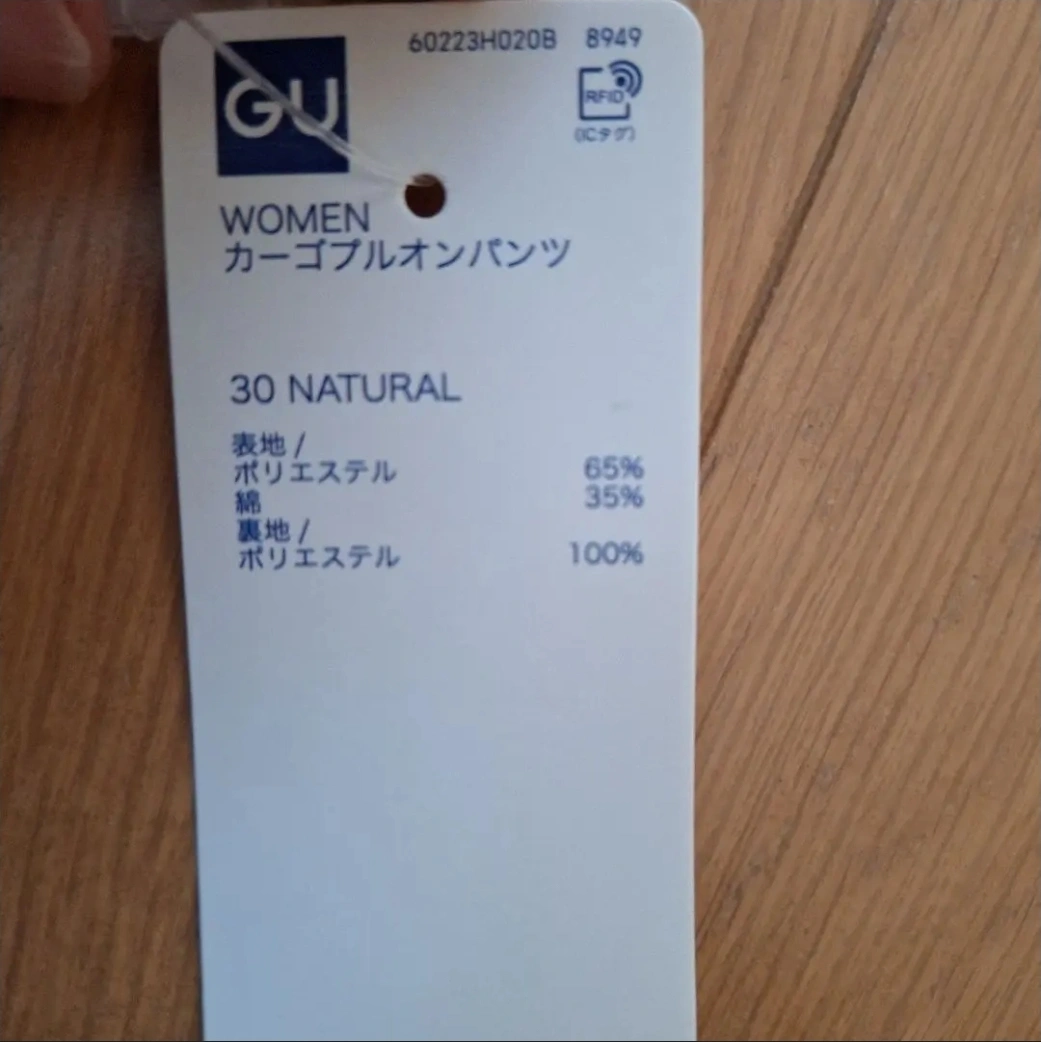 60223H020B 8949
GU
RFID
(ICタグ)
WOMEN
カーゴプルオンパンツ
30 NATURAL
表地 /
ポリエステル 65%
綿 35%
裏地 /
ポリエステル 100%